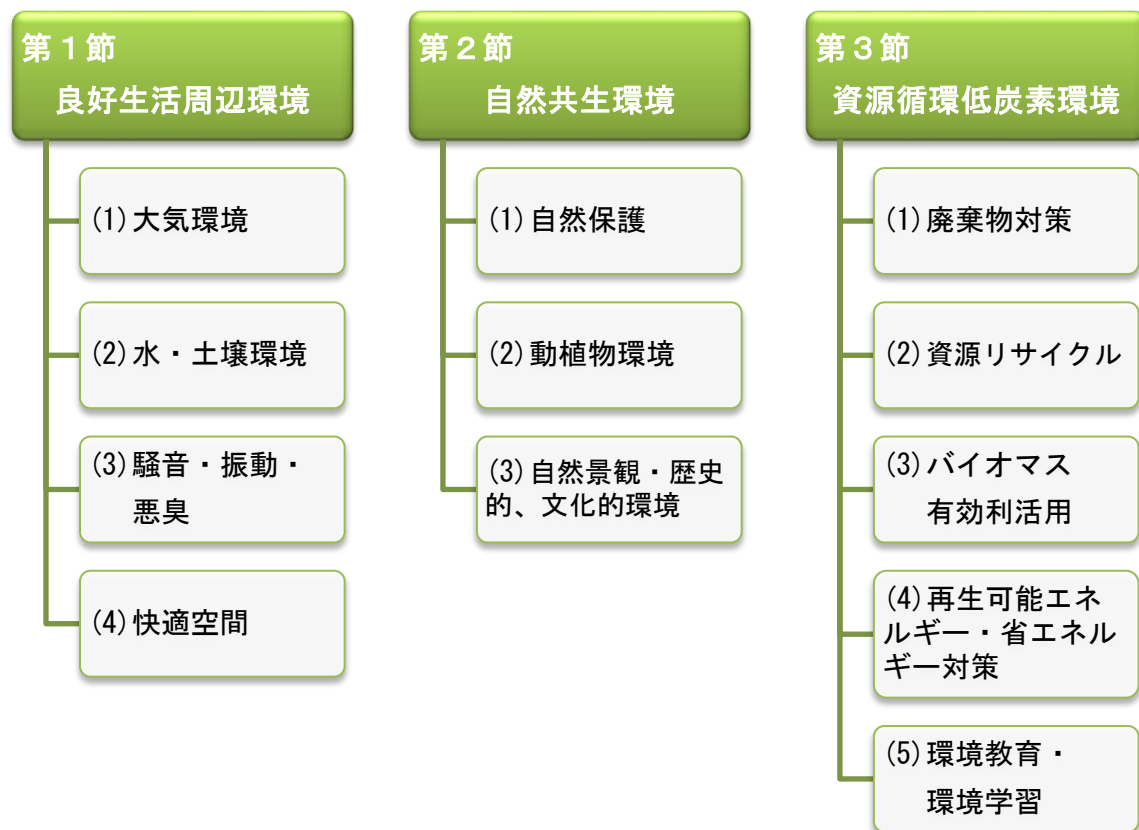 第１節
良好生活周辺環境
(1)大気環境
(2)水・土壌環境
(3)騒音・振動・
悪臭
(4)快適空間
第２節
自然共生環境
(1)自然保護
(2)動植物環境
(3)自然景観・歴史
的、文化的環境
第３節
資源循環低炭素環境
(1)廃棄物対策
(2)資源リサイクル
(3)バイオマス
有効利活用
(4)再生可能エネ
ルギー・省エネル
ギー対策
(5)環境教育・
環境学習